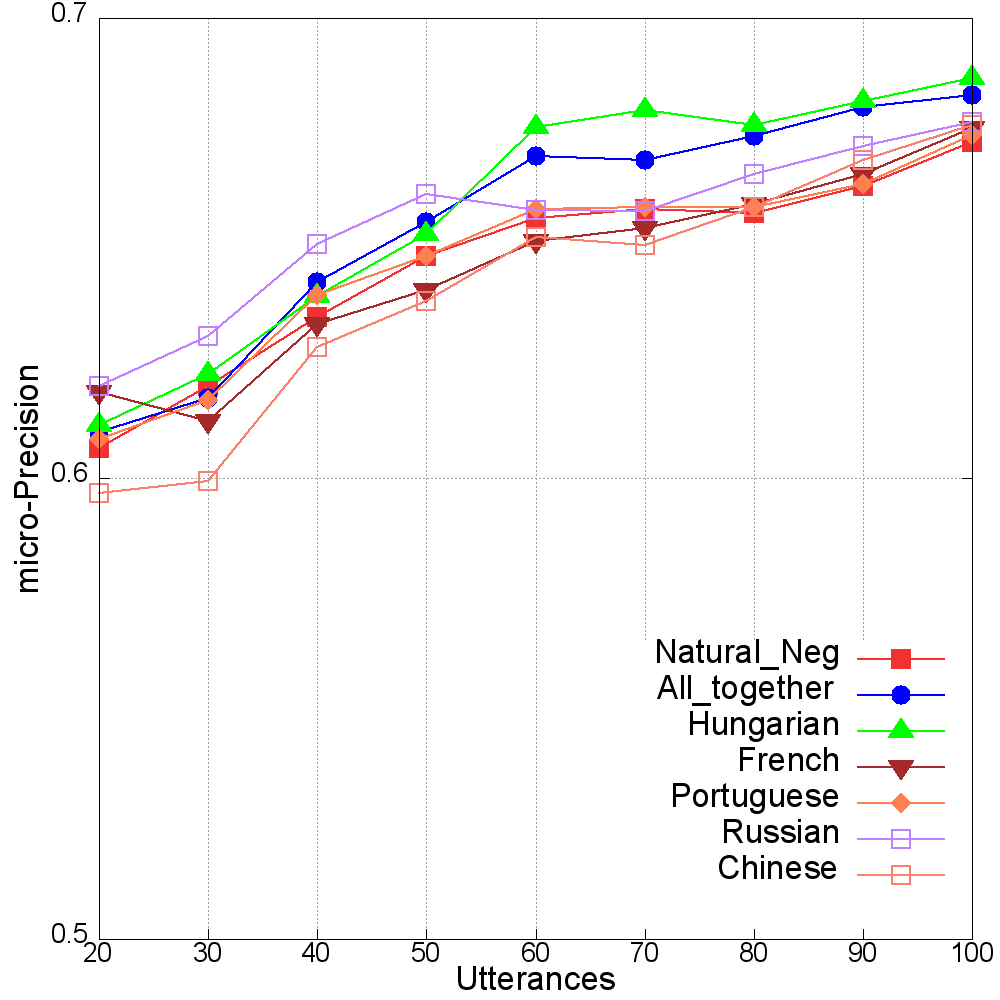 0.7
0.6
0.5
micro-Precision
Natural_Neg
All_together
Hungarian
French
Portuguese
Russian
Chinese
20 30 40 50 60 70 80 90 100
Utterances